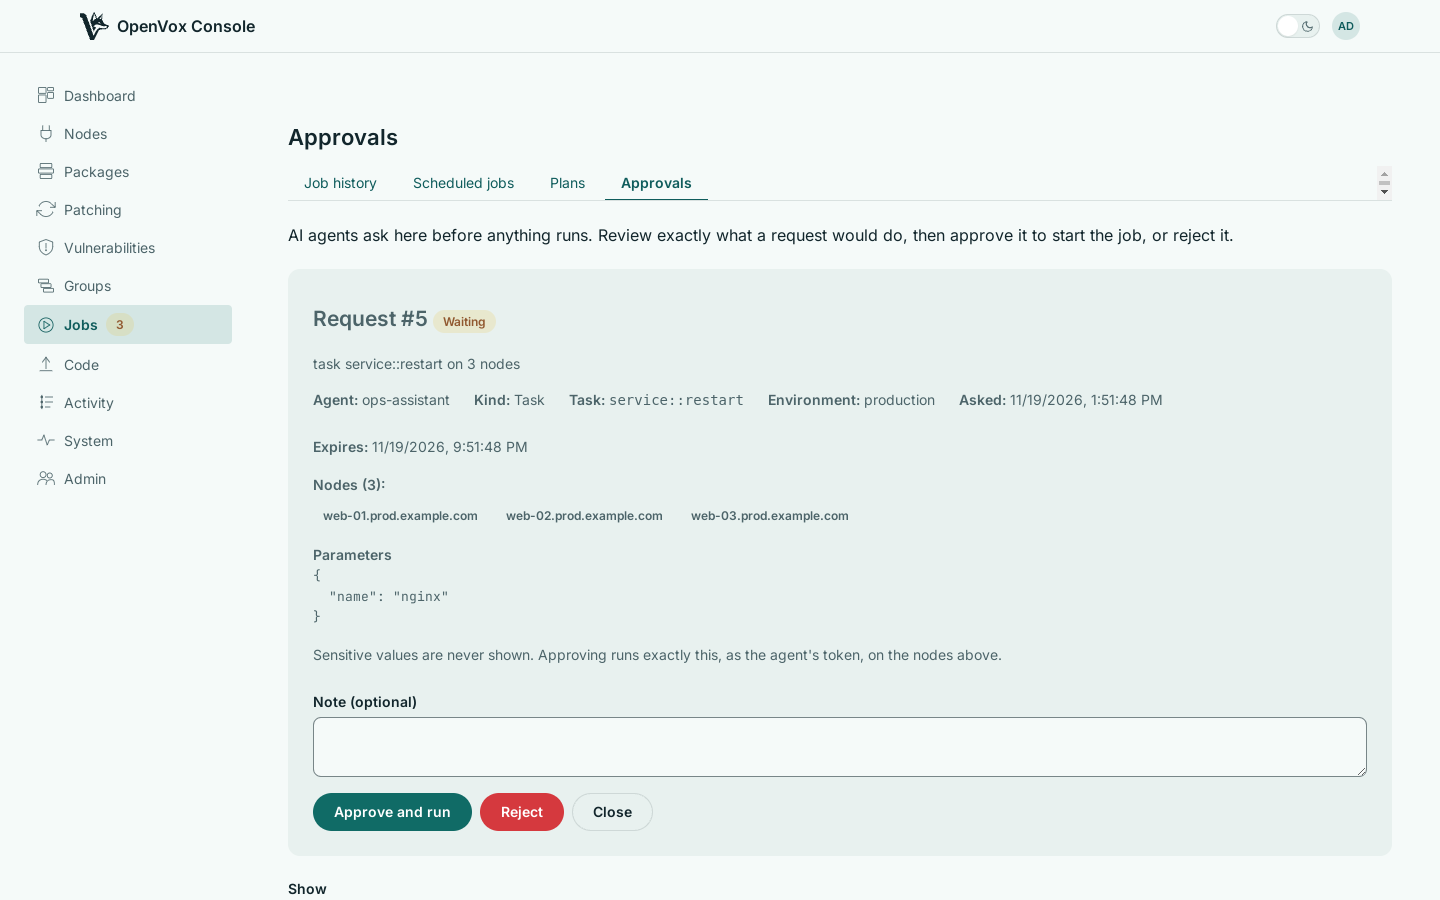 OpenVox Console
AD
Dashboard
Nodes
Packages
Patching
Vulnerabilities
Groups
Jobs 3
Code
Activity
System
Admin
Approvals
Job history Scheduled jobs Plans Approvals
AI agents ask here before anything runs. Review exactly what a request would do, then approve it to start the job, or reject it.
Request #5 Waiting
task service::restart on 3 nodes
Agent: ops-assistant Kind: Task Task: service::restart Environment: production Asked: 11/19/2026, 1:51:48 PM
Expires: 11/19/2026, 9:51:48 PM
Nodes (3):
web-01.prod.example.com web-02.prod.example.com web-03.prod.example.com
Parameters
{
"name": "nginx"
}
Sensitive values are never shown. Approving runs exactly this, as the agent's token, on the nodes above.
Note (optional)
Approve and run Reject Close
Show